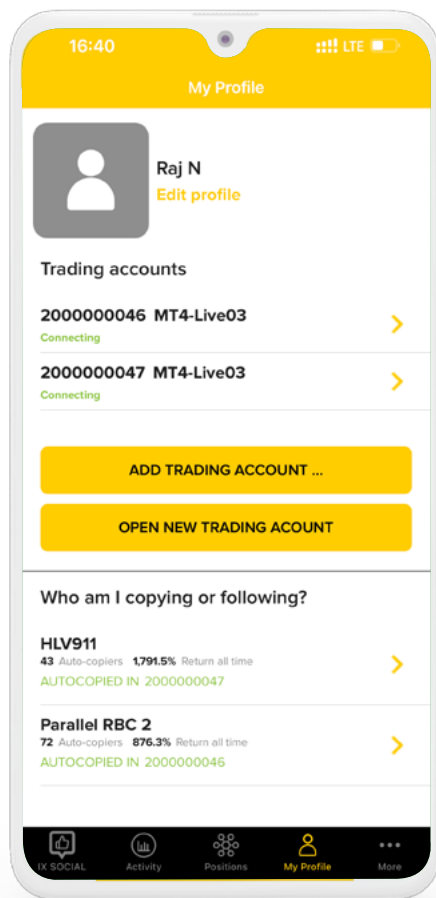 16:40 LTE
My Profile
Raj N
Edit profile
Trading accounts
2000000046 MT4-Live03
Connecting
2000000047 MT4-Live03
Connecting
ADD TRADING ACCOUNT ...
OPEN NEW TRADING ACOUNT
Who am I copying or following?
HLV911
43 Auto-copiers 1,791.5% Return all time
AUTOCOPIED IN 2000000047
Parallel RBC 2
72 Auto-copiers 876.3% Return all time
AUTOCOPIED IN 2000000046
IX SOCIAL Activity Positions My Profile More